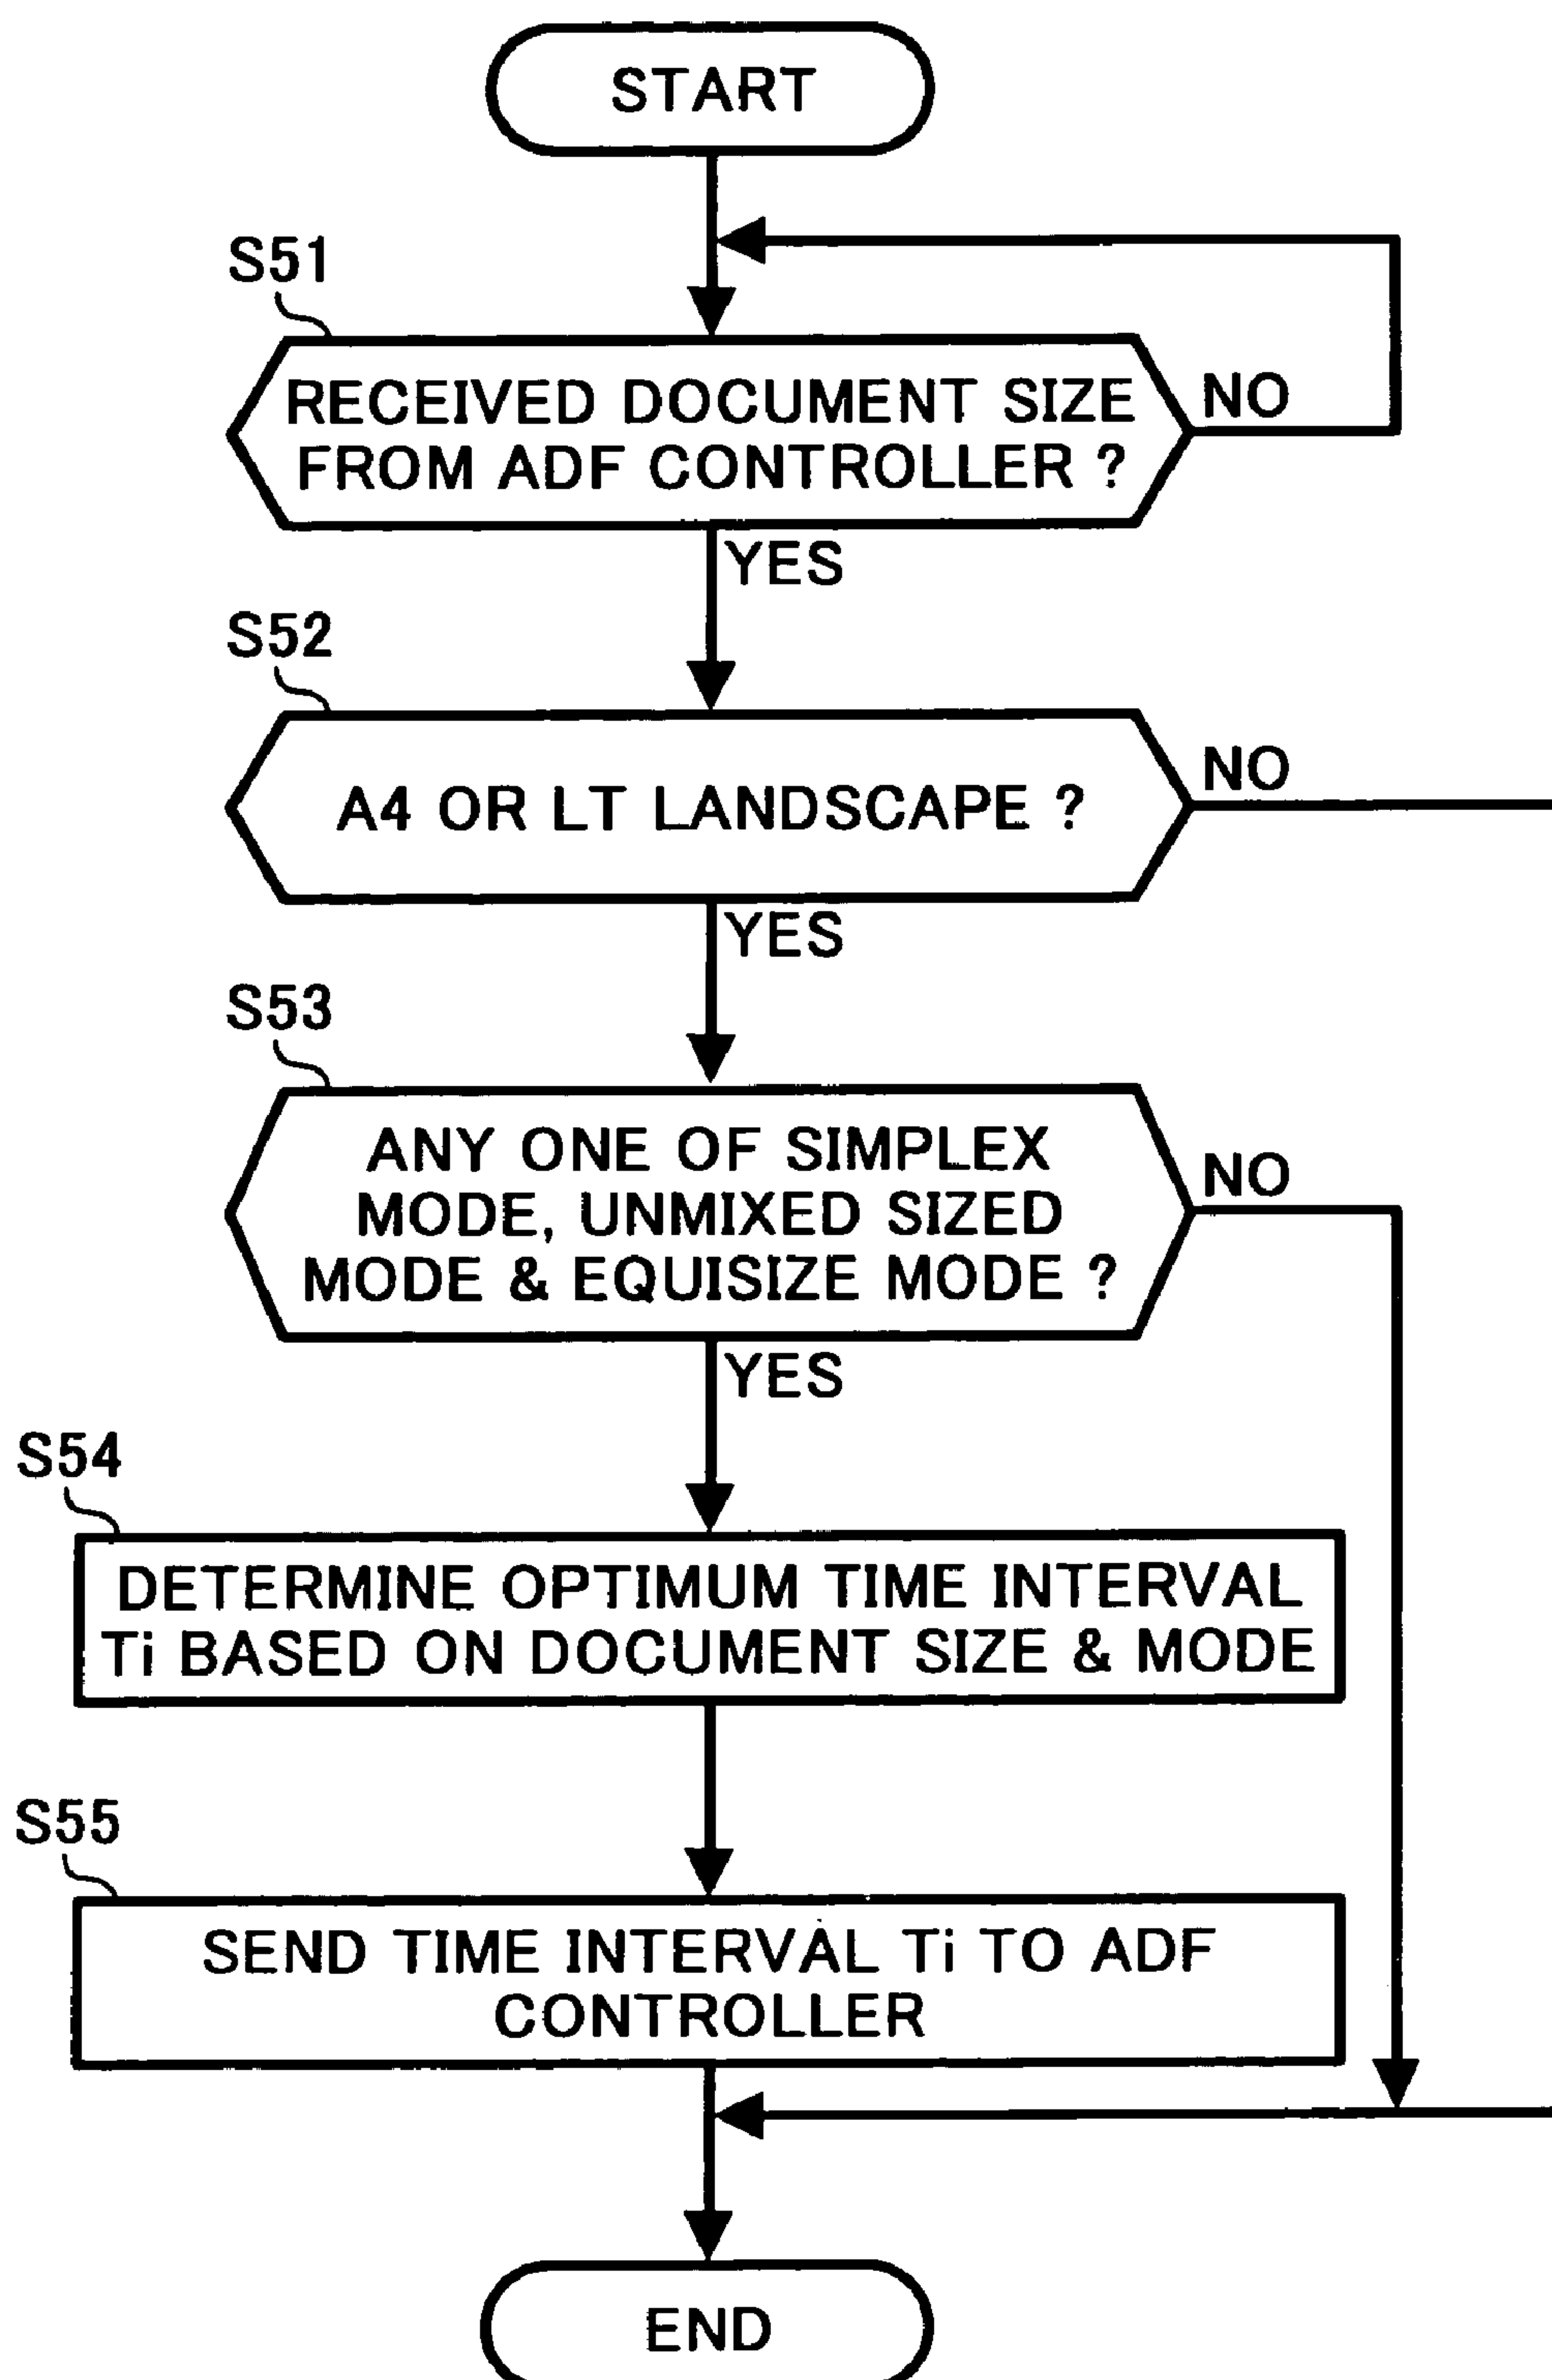 START
S51
RECEIVED DOCUMENT SIZE
FROM ADF CONTROLLER ?
NO
YES
S52
A4 OR LT LANDSCAPE ?
NO
YES
S53
ANY ONE OF SIMPLEX
MODE, UNMIXED SIZED
MODE & EQUISIZE MODE ?
NO
YES
S54
DETERMINE OPTIMUM TIME INTERVAL
Ti BASED ON DOCUMENT SIZE & MODE
S55
SEND TIME INTERVAL Ti TO ADF
CONTROLLER
END